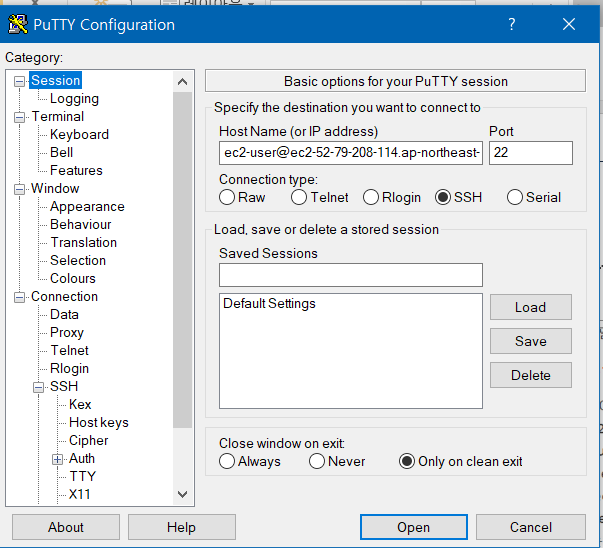 PuTTY Configuration
Category:
Session
Logging
Terminal
Keyboard
Bell
Features
Window
Appearance
Behaviour
Translation
Selection
Colours
Connection
Data
Proxy
Telnet
Rlogin
SSH
Kex
Host keys
Cipher
Auth
TTY
X11
Basic options for your PuTTY session
Specify the destination you want to connect to
Host Name (or IP address) Port
ec2-user@ec2-52-79-208-114.ap-northeast- 22
Connection type:
Raw Telnet Rlogin SSH Serial
Load, save or delete a stored session
Saved Sessions
Default Settings
Load
Save
Delete
Close window on exit:
Always Never Only on clean exit
About Help Open Cancel